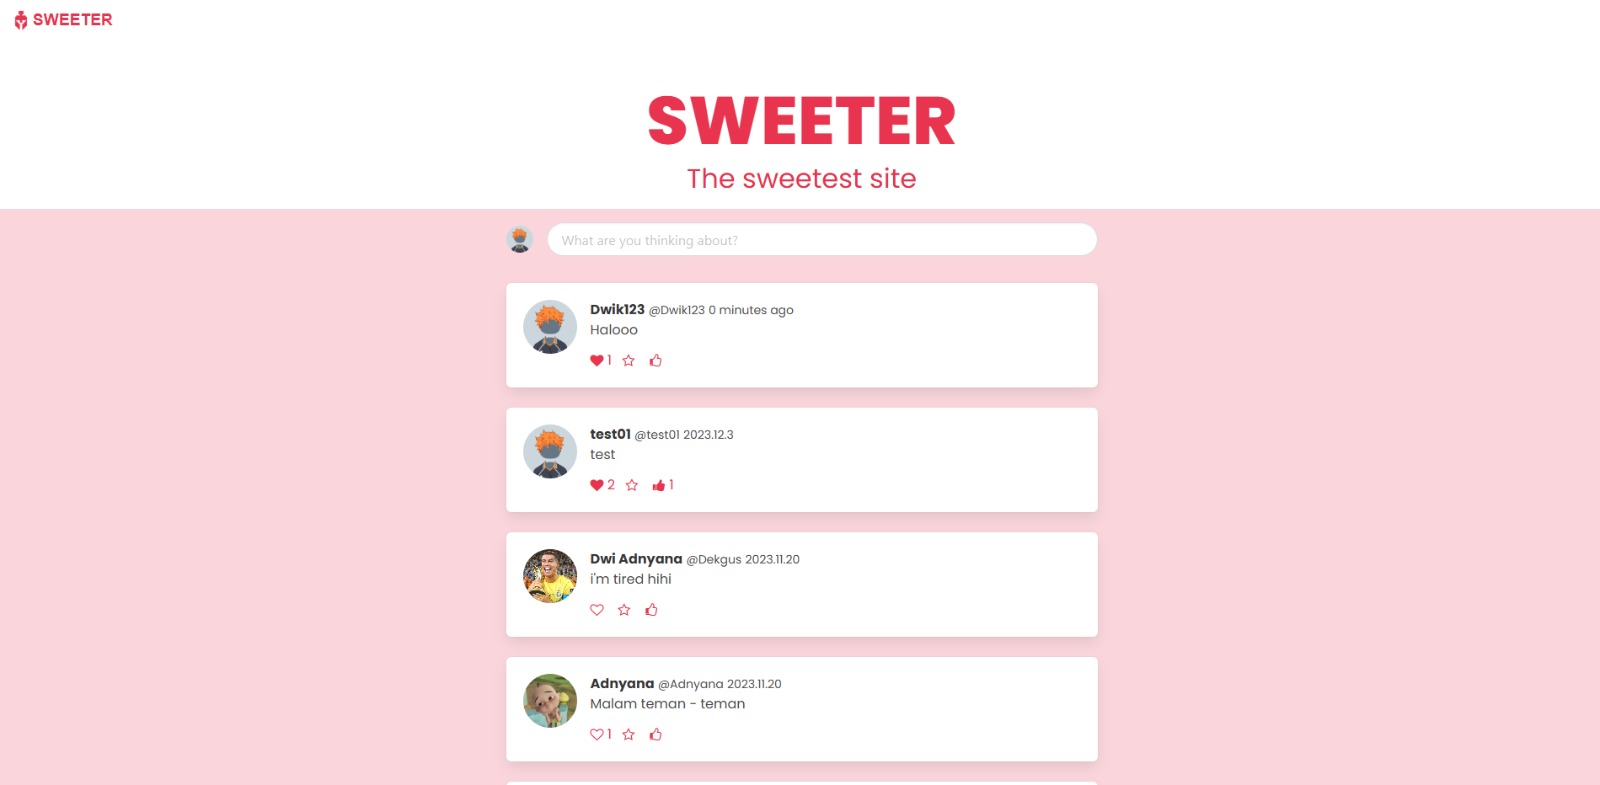 SWEETER
SWEETER
The sweetest site
What are you thinking about?
Dwik123 @Dwik123 0 minutes ago
Halooo
1
test01 @test01 2023.12.3
test
2 1
Dwi Adnyana @Dekgus 2023.11.20
i'm tired hihi
Adnyana @Adnyana 2023.11.20
Malam teman - teman
1